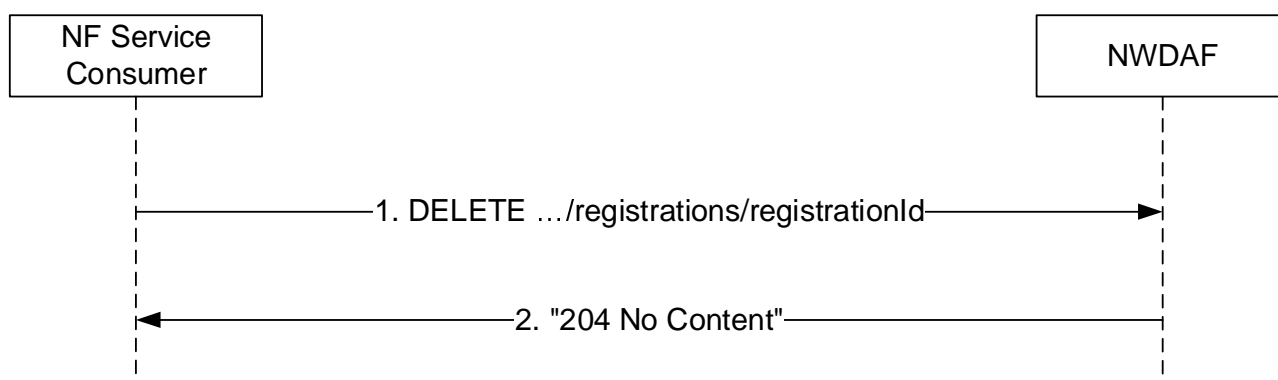 NF Service
Consumer
NWDAF
1. DELETE …/registrations/registrationId
2. "204 No Content"